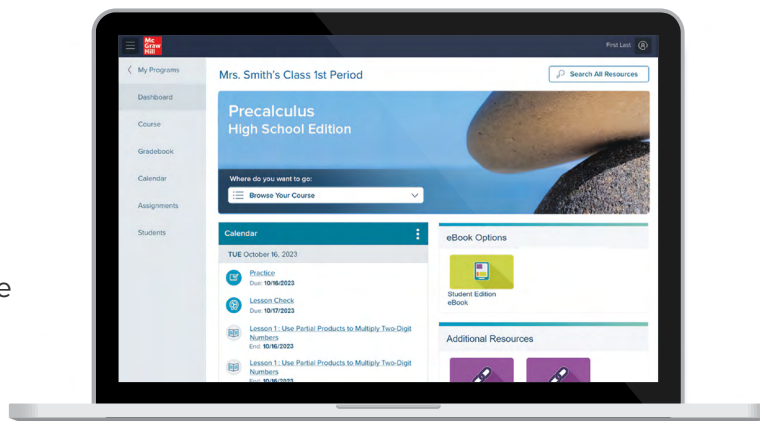 Mc
Graw
Hill
First Last
My Programs
Mrs. Smith's Class 1st Period
Search All Resources
Dashboard
Course
Gradebook
Calendar
Assignments
Students
Precalculus
High School Edition
Where do you want to go:
Browse Your Course
Calendar
TUE October 16, 2023
Practice
Due: 10/16/2023
Lesson Check
Due: 10/17/2023
Lesson 1: Use Partial Products to Multiply Two-Digit
Numbers
End: 10/16/2023
Lesson 1: Use Partial Products to Multiply Two-Digit
Numbers
End: 10/16/2023
eBook Options
Student Edition
eBook
Additional Resources
e